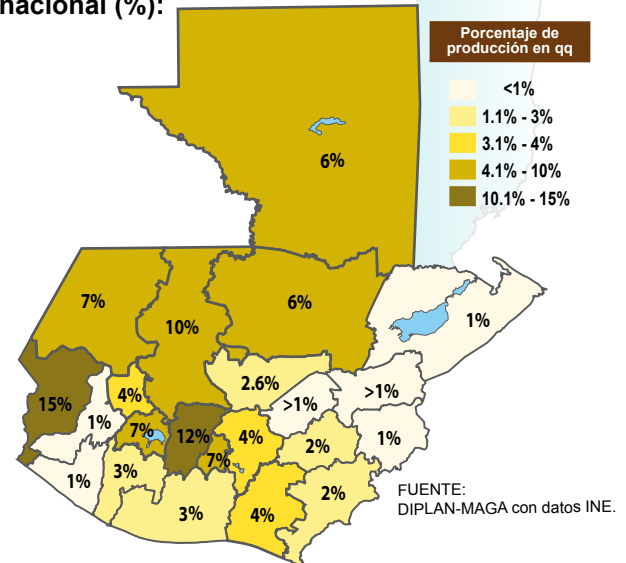 nacional (%):
Porcentaje de
producción en qq
<1%
1.1% - 3%
3.1% - 4%
4.1% - 10%
10.1% - 15%
6%
7%
10%
6%
1%
15%
4%
2.6%
>1%
>1%
1%
7%
12%
4%
2%
1%
7%
1%
3%
2%
3%
4%
FUENTE:
DIPLAN-MAGA con datos INE.